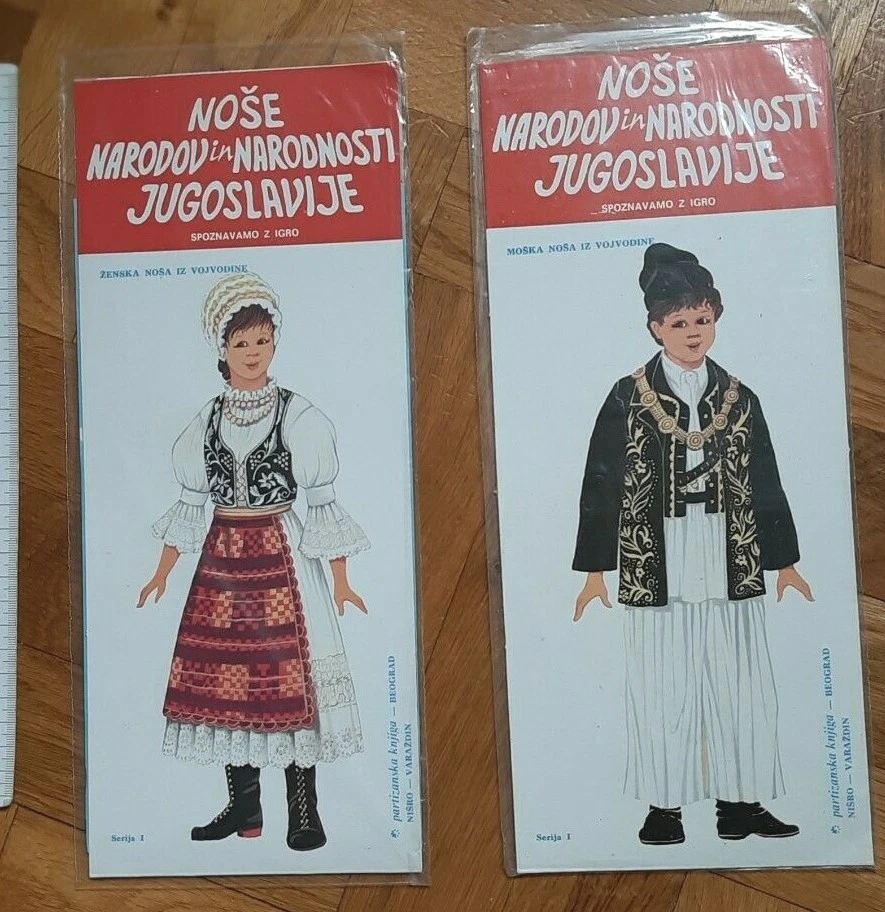 NOŠE
NARODOV in NARODNOSTI
JUGOSLAVIJE
SPOZNAVAMO Z IGRO
ŽENSKA NOŠA IZ VOJVODINE
partizanska knjiga — BEOGRAD
NIŠRO — VARAŽDIN
Serija I
NOŠE
NARODOV in NARODNOSTI
JUGOSLAVIJE
SPOZNAVAMO Z IGRO
MOŠKA NOŠA IZ VOJVODINE
partizanska knjiga — BEOGRAD
NIŠRO — VARAŽDIN
Serija I